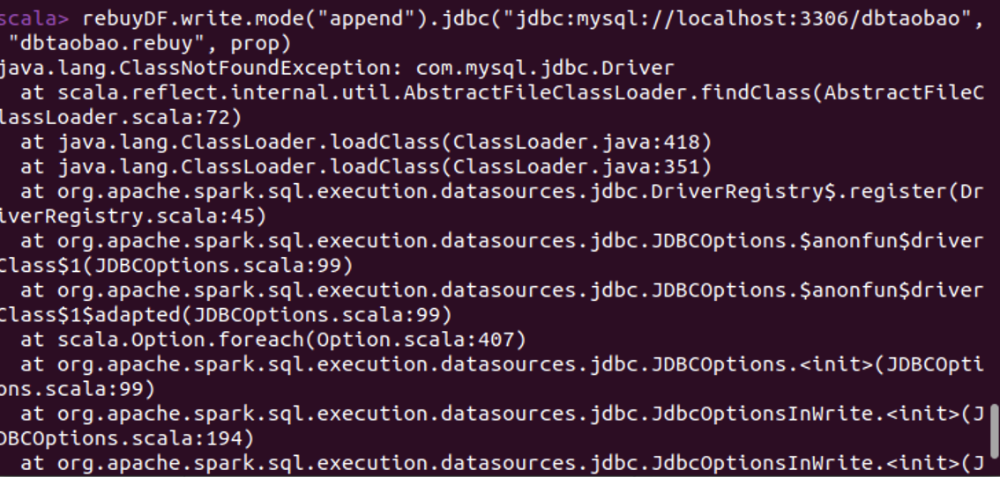 scala> rebuyDF.write.mode("append").jdbc("jdbc:mysql://localhost:3306/dbtaobao",
"dbtaobao.rebuy", prop)
java.lang.ClassNotFoundException: com.mysql.jdbc.Driver
at scala.reflect.internal.util.AbstractFileClassLoader.findClass(AbstractFileC
lassLoader.scala:72)
at java.lang.ClassLoader.loadClass(ClassLoader.java:418)
at java.lang.ClassLoader.loadClass(ClassLoader.java:351)
at org.apache.spark.sql.execution.datasources.jdbc.DriverRegistry$.register(Dr
iverRegistry.scala:45)
at org.apache.spark.sql.execution.datasources.jdbc.JDBCOptions.$anonfun$driver
Class$1(JDBCOptions.scala:99)
at org.apache.spark.sql.execution.datasources.jdbc.JDBCOptions.$anonfun$driver
Class$1$adapted(JDBCOptions.scala:99)
at scala.Option.foreach(Option.scala:407)
at org.apache.spark.sql.execution.datasources.jdbc.JDBCOptions.<init>(JDBCOpti
ons.scala:99)
at org.apache.spark.sql.execution.datasources.jdbc.JdbcOptionsInWrite.<init>(J
DBCOptions.scala:194)
at org.apache.spark.sql.execution.datasources.jdbc.JdbcOptionsInWrite.<init>(J